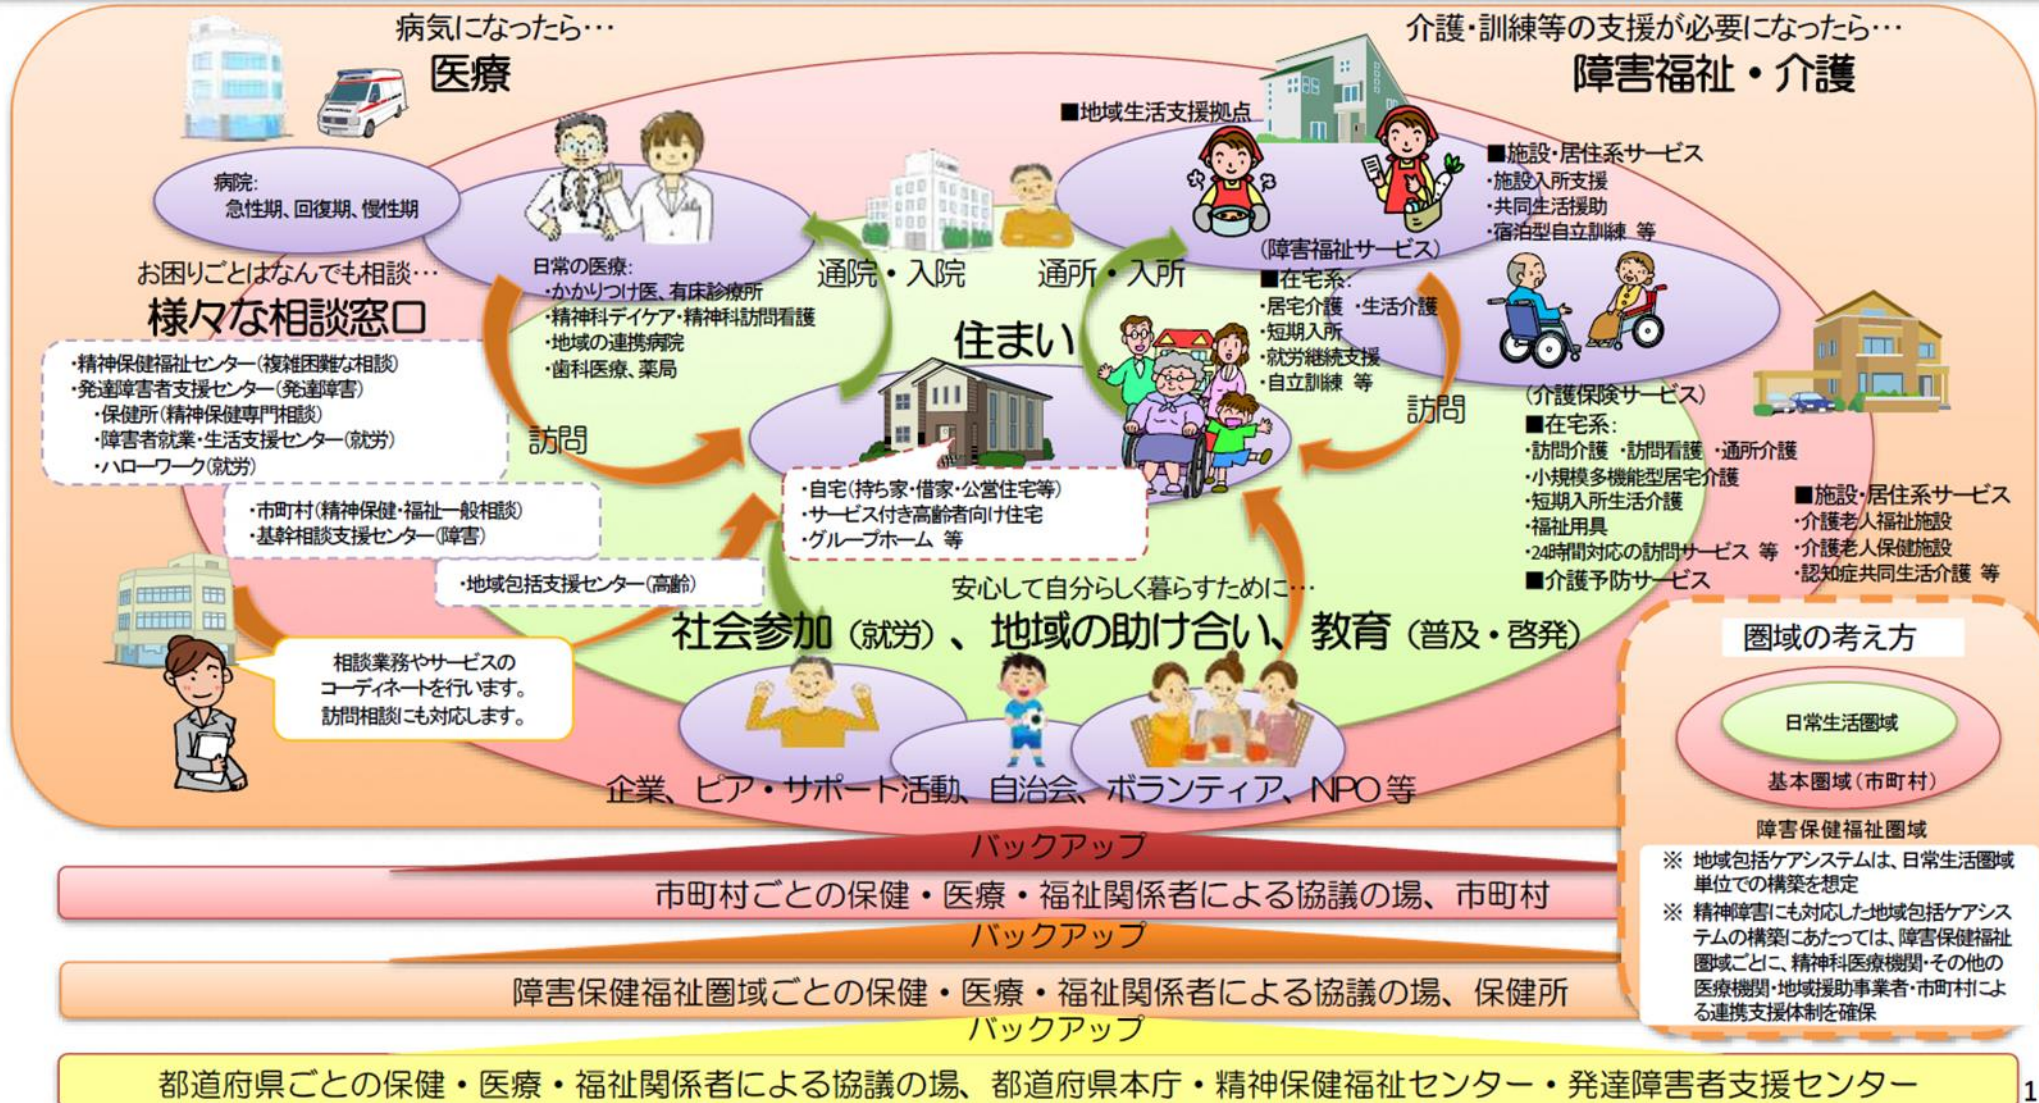 病気になったら…
医療
介護・訓練等の支援が必要になったら…
障害福祉・介護
病院:
急性期、回復期、慢性期
日常の医療:
・かかりつけ医、有床診療所
・精神科デイケア・精神科訪問看護
・地域の連携病院
・歯科医療、薬局
通院・入院
通所・入所
■地域生活支援拠点
■施設・居住系サービス
・施設入所支援
・共同生活援助
・宿泊型自立訓練 等
(障害福祉サービス)
■在宅系:
・居宅介護 ・生活介護
・短期入所
・就労継続支援
・自立訓練 等
お困りごとはなんでも相談…
様々な相談窓口
・精神保健福祉センター(複雑困難な相談)
・発達障害者支援センター(発達障害)
・保健所(精神保健専門相談)
・障害者就業・生活支援センター(就労)
・ハローワーク(就労)
・市町村(精神保健・福祉一般相談)
・基幹相談支援センター(障害)
・地域包括支援センター(高齢)
訪問
住まい
・自宅(持ち家・借家・公営住宅等)
・サービス付き高齢者向け住宅
・グループホーム 等
訪問
(介護保険サービス)
■在宅系:
・訪問介護 ・訪問看護 ・通所介護
・小規模多機能型居宅介護
・短期入所生活介護
・福祉用具
・24時間対応の訪問サービス 等
■介護予防サービス
■施設・居住系サービス
・介護老人福祉施設
・介護老人保健施設
・認知症共同生活介護 等
相談業務やサービスの
コーディネートを行います。
訪問相談にも対応します。
安心して自分らしく暮らすために…
社会参加(就労)、地域の助け合い、教育(普及・啓発)
企業、ピア・サポート活動、自治会、ボランティア、NPO等
圏域の考え方
日常生活圏域
基本圏域(市町村)
障害保健福祉圏域
※ 地域包括ケアシステムは、日常生活圏域
単位での構築を想定
※ 精神障害にも対応した地域包括ケアシス
テムの構築にあたっては、障害保健福祉
圏域ごとに、精神科医療機関・その他の
医療機関・地域援助事業者・市町村によ
る連携支援体制を確保
バックアップ
市町村ごとの保健・医療・福祉関係者による協議の場、市町村
バックアップ
障害保健福祉圏域ごとの保健・医療・福祉関係者による協議の場、保健所
バックアップ
都道府県ごとの保健・医療・福祉関係者による協議の場、都道府県本庁・精神保健福祉センター・発達障害者支援センター
1